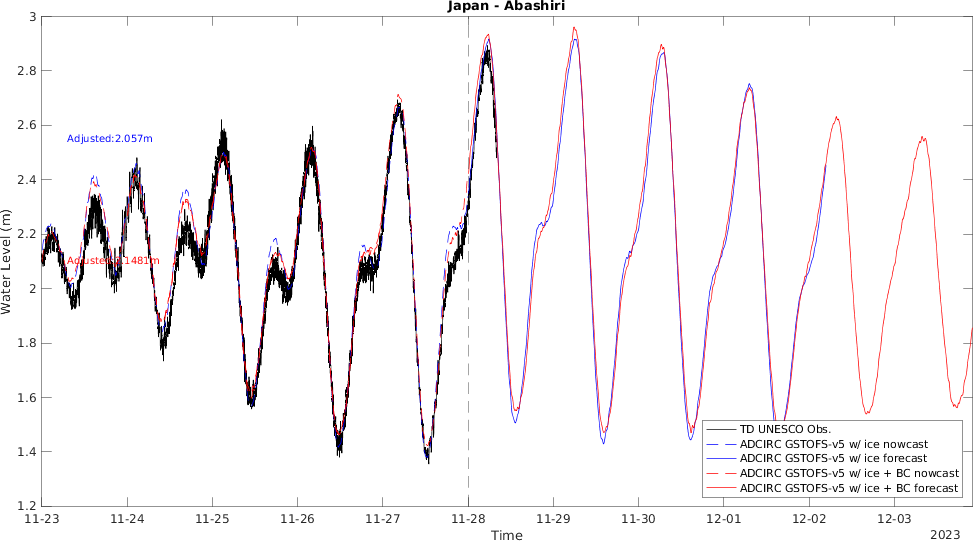 Japan - Abashiri
Water Level (m)
3
2.8
2.6
2.4
2.2
2
1.8
1.6
1.4
1.2
Adjusted:2.057m
TD UNESCO Obs.
ADCIRC GSTOFS-v5 w/ ice nowcast
ADCIRC GSTOFS-v5 w/ ice forecast
ADCIRC GSTOFS-v5 w/ ice + BC nowcast
ADCIRC GSTOFS-v5 w/ ice + BC forecast
11-23 11-24 11-25 11-26 11-27 11-28 11-29 11-30 12-01 12-02 12-03
Time
2023